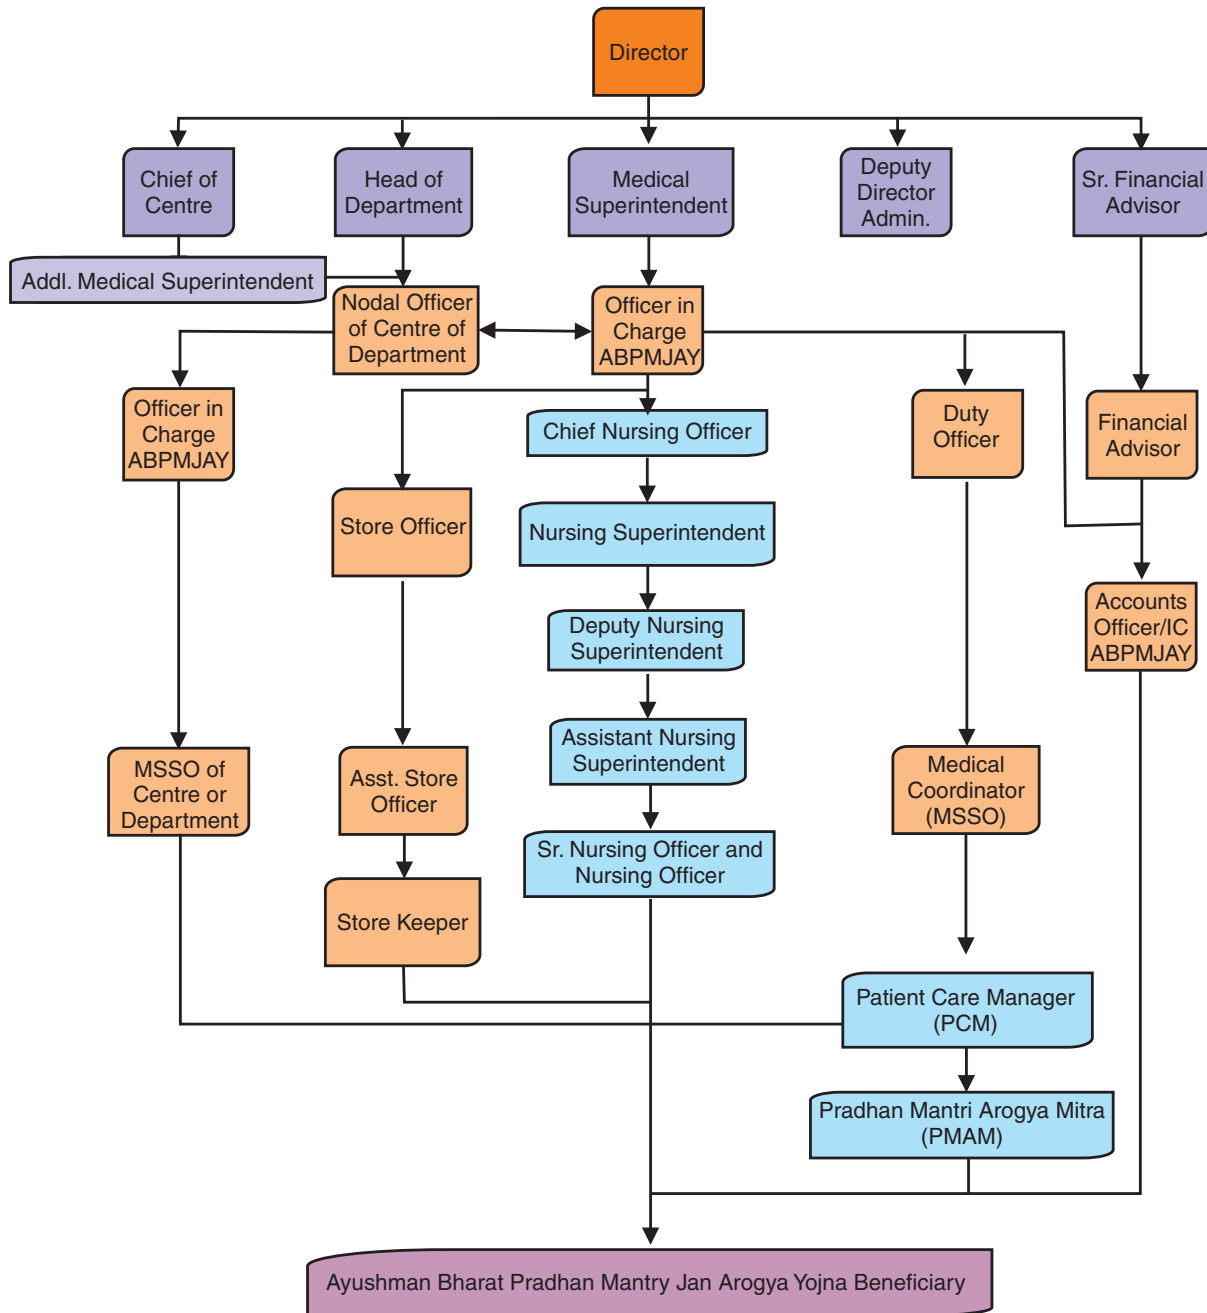 Director
Chief of
Centre
Head of
Department
Medical
Superintendent
Deputy
Director
Admin.
Sr. Financial
Advisor
Addl. Medical Superintendent
Nodal Officer
of Centre of
Department
Officer in
Charge
ABPMJAY
Officer in
Charge
ABPMJAY
Chief Nursing Officer
Duty
Officer
Financial
Advisor
Store Officer
Nursing Superintendent
Deputy Nursing
Superintendent
Accounts
Officer/IC
ABPMJAY
MSSO of
Centre or
Department
Asst. Store
Officer
Assistant Nursing
Superintendent
Medical
Coordinator
(MSSO)
Sr. Nursing Officer and
Nursing Officer
Store Keeper
Patient Care Manager
(PCM)
Pradhan Mantri Arogya Mitra
(PMAM)
Ayushman Bharat Pradhan Mantry Jan Arogya Yojna Beneficiary